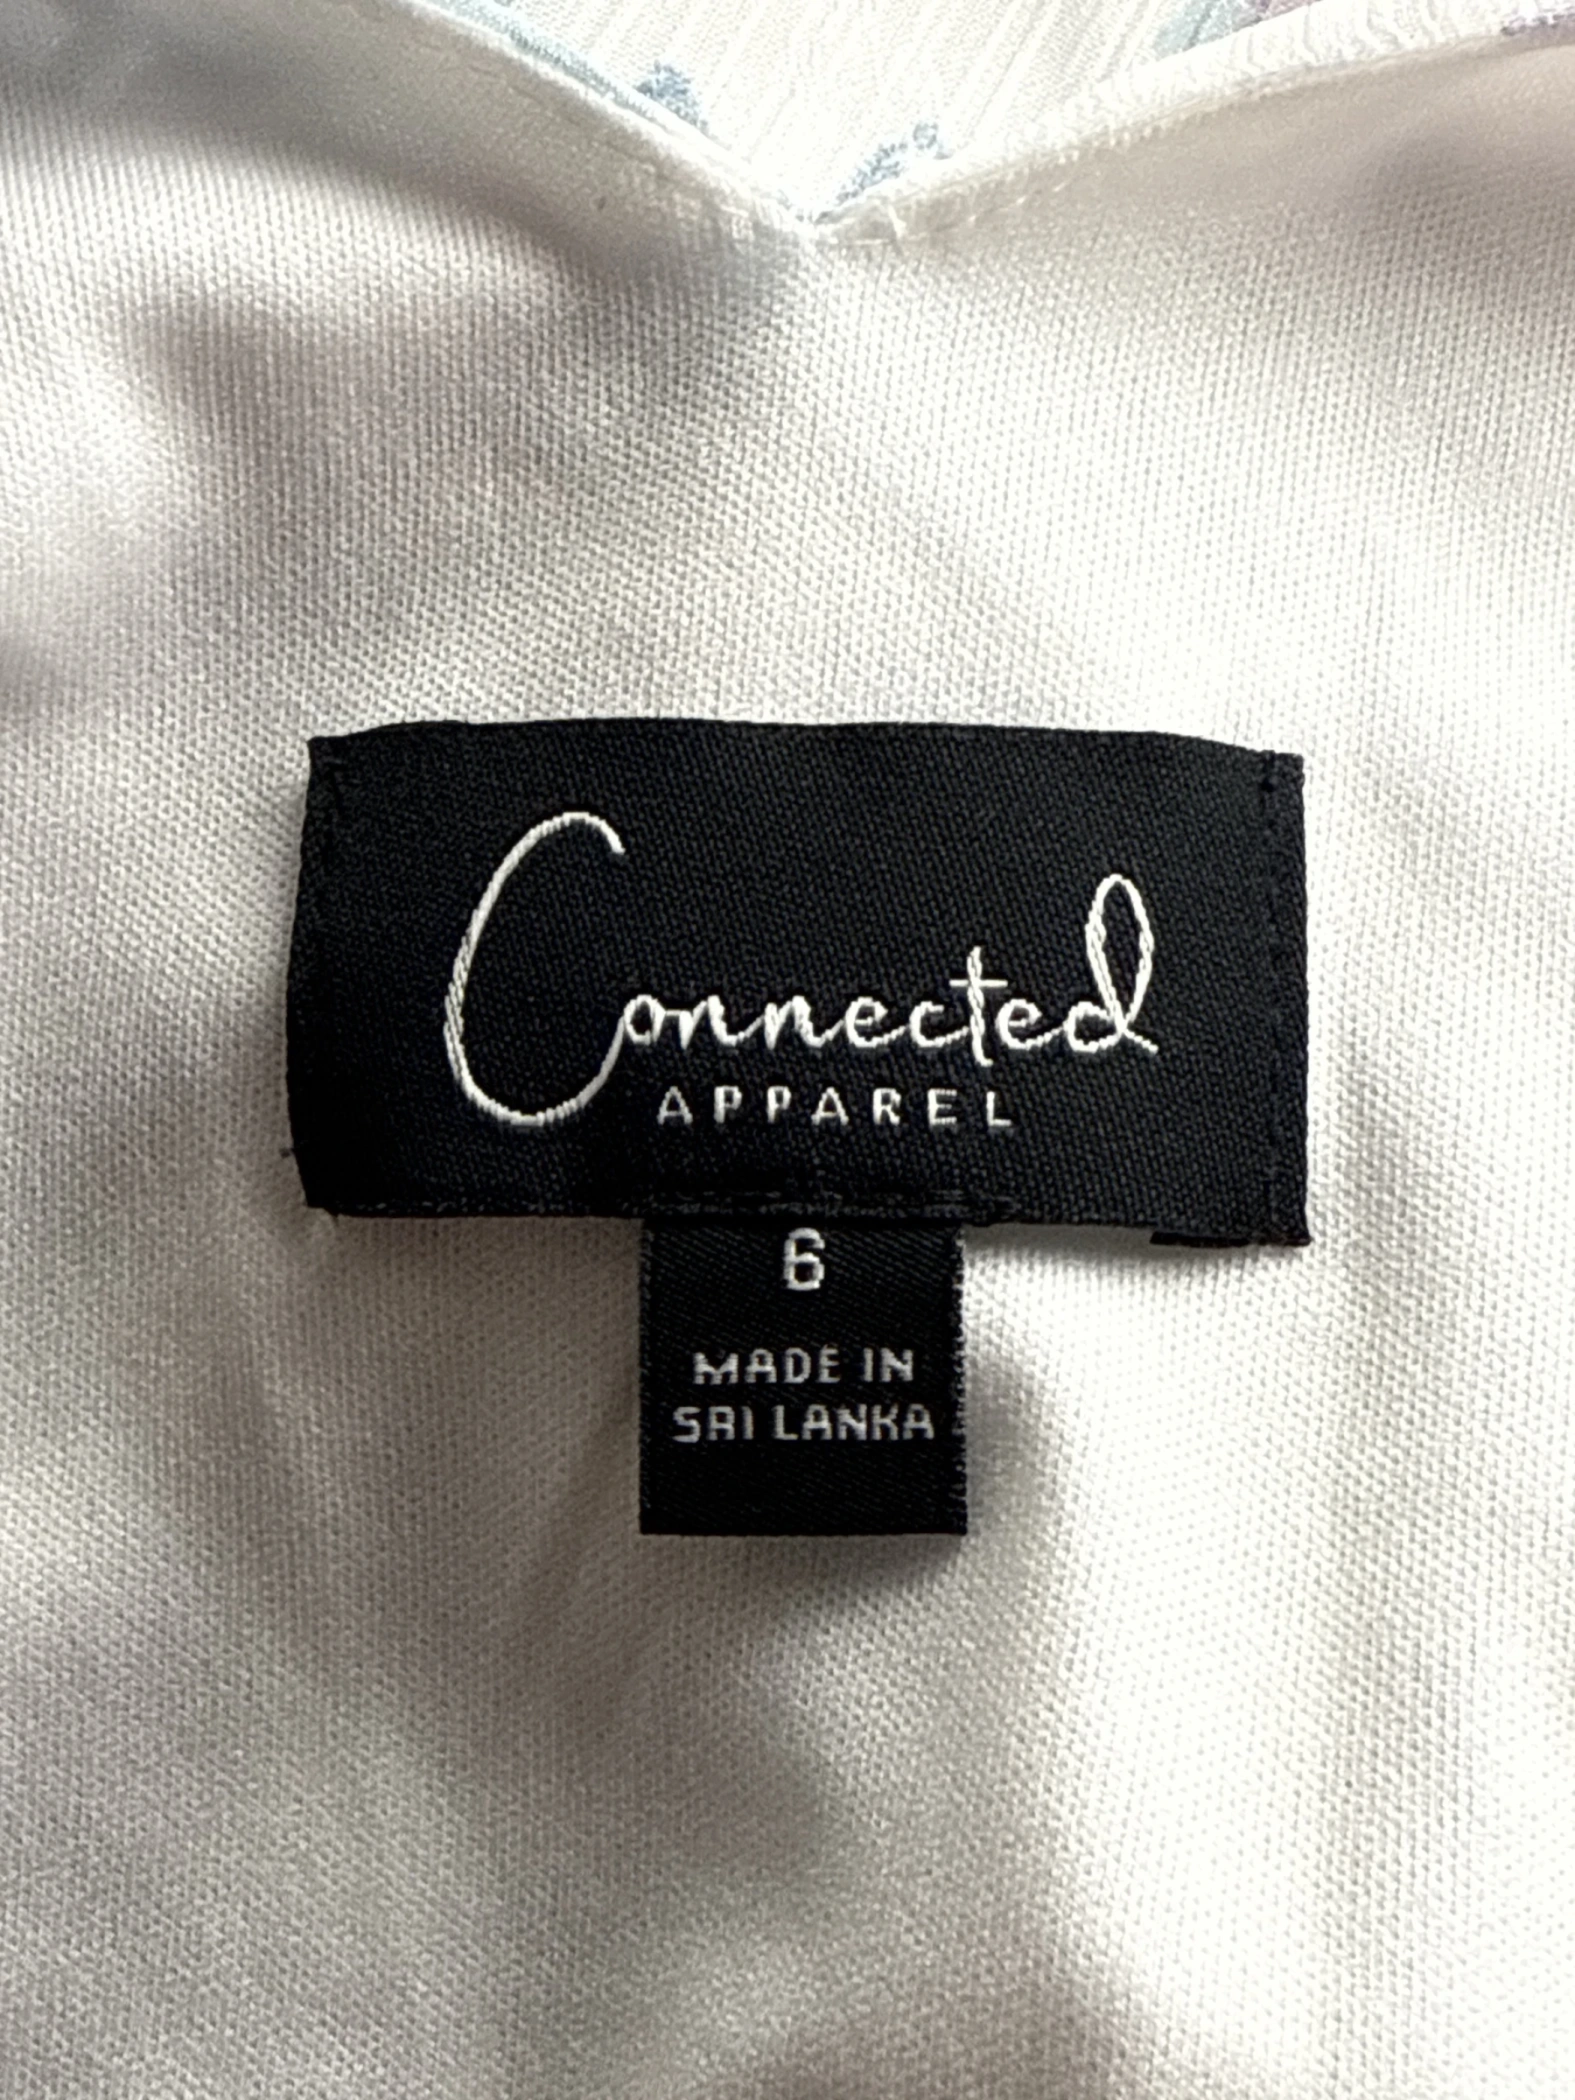 Connected
APPAREL
6
MADE IN
SRI LANKA